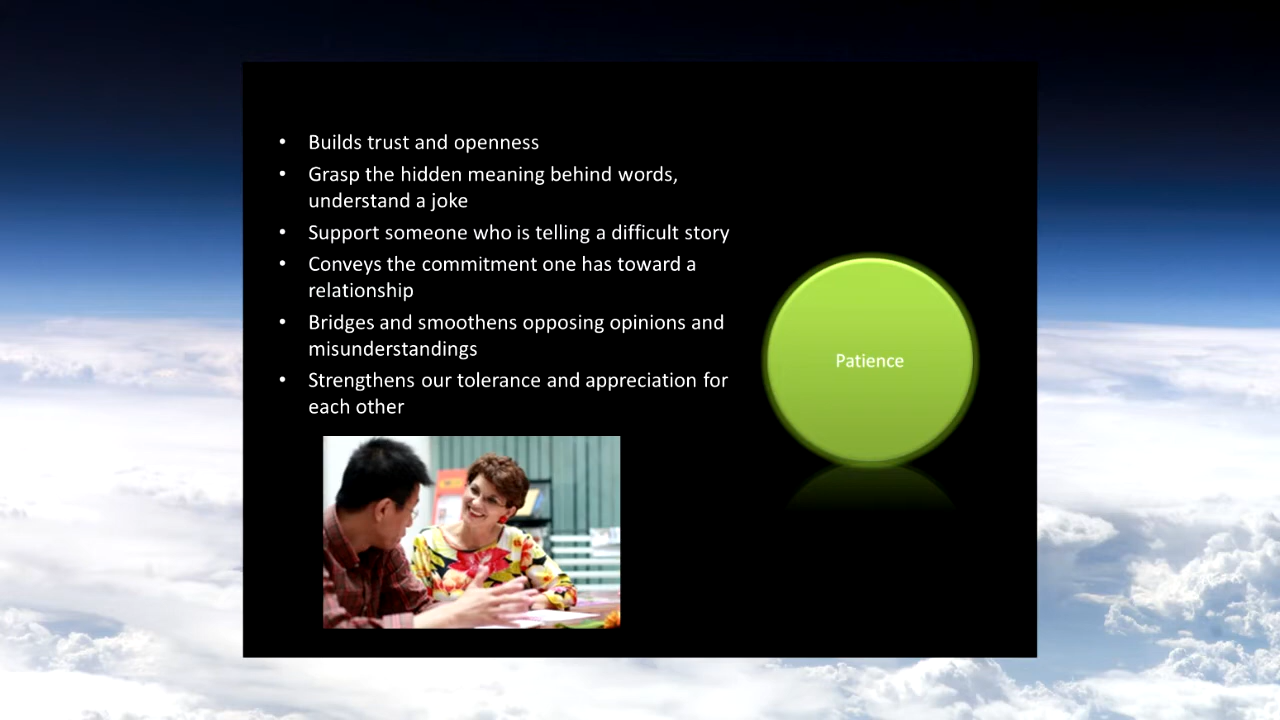 • Builds trust and openness
• Grasp the hidden meaning behind words,
understand a joke
• Support someone who is telling a difficult story
• Conveys the commitment one has toward a
relationship
• Bridges and smoothens opposing opinions and
misunderstandings
• Strengthens our tolerance and appreciation for
each other
Patience